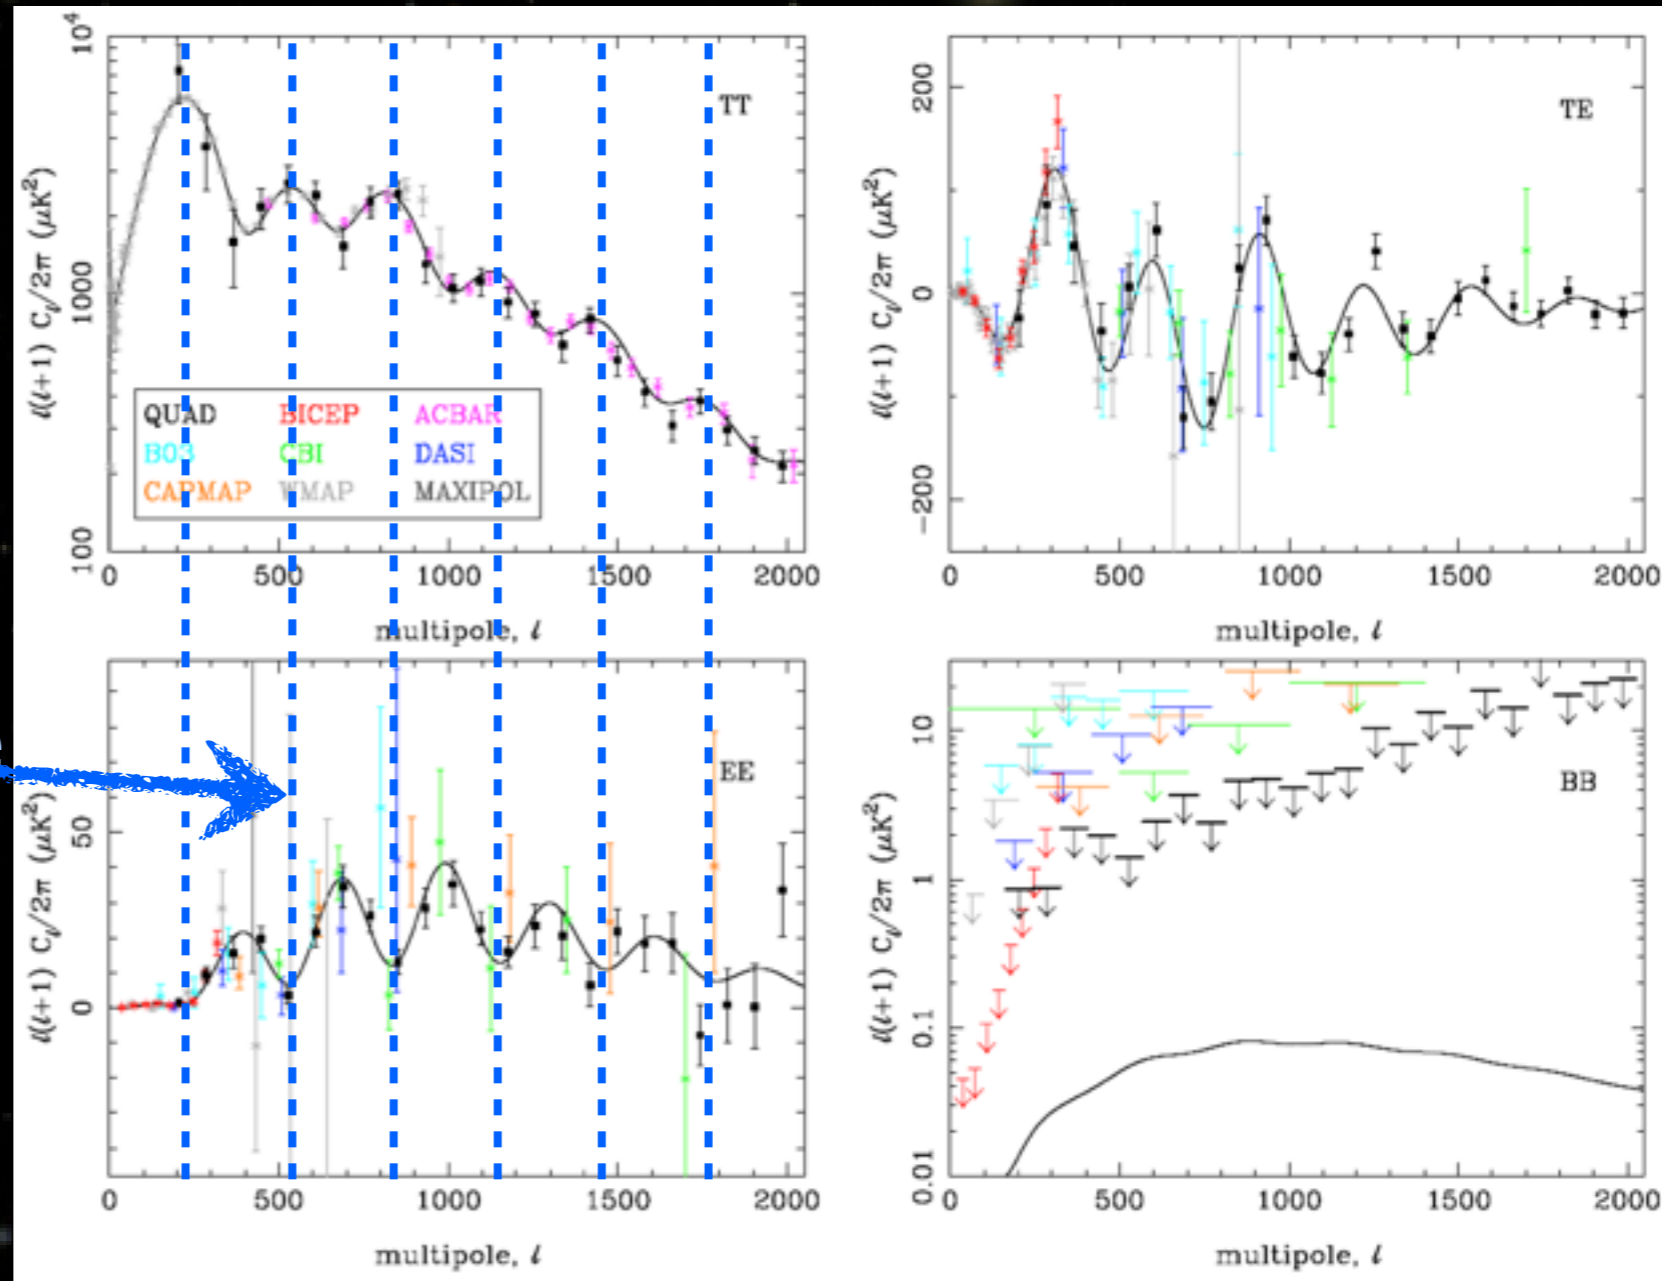 10^4
1000
100
ℓ(ℓ+1) C_ℓ/2π (μK²)
TT
QUAD BICEP ACBAR
B03 CBI DASI
CAPMAP WMAP MAXIPOL
0 500 1000 1500 2000
multipole, ℓ
200
0
−200
ℓ(ℓ+1) C_ℓ/2π (μK²)
TE
0 500 1000 1500 2000
multipole, ℓ
50
0
ℓ(ℓ+1) C_ℓ/2π (μK²)
EE
0 500 1000 1500 2000
multipole, ℓ
10
1
0.1
0.01
ℓ(ℓ+1) C_ℓ/2π (μK²)
BB
0 500 1000 1500 2000
multipole, ℓ